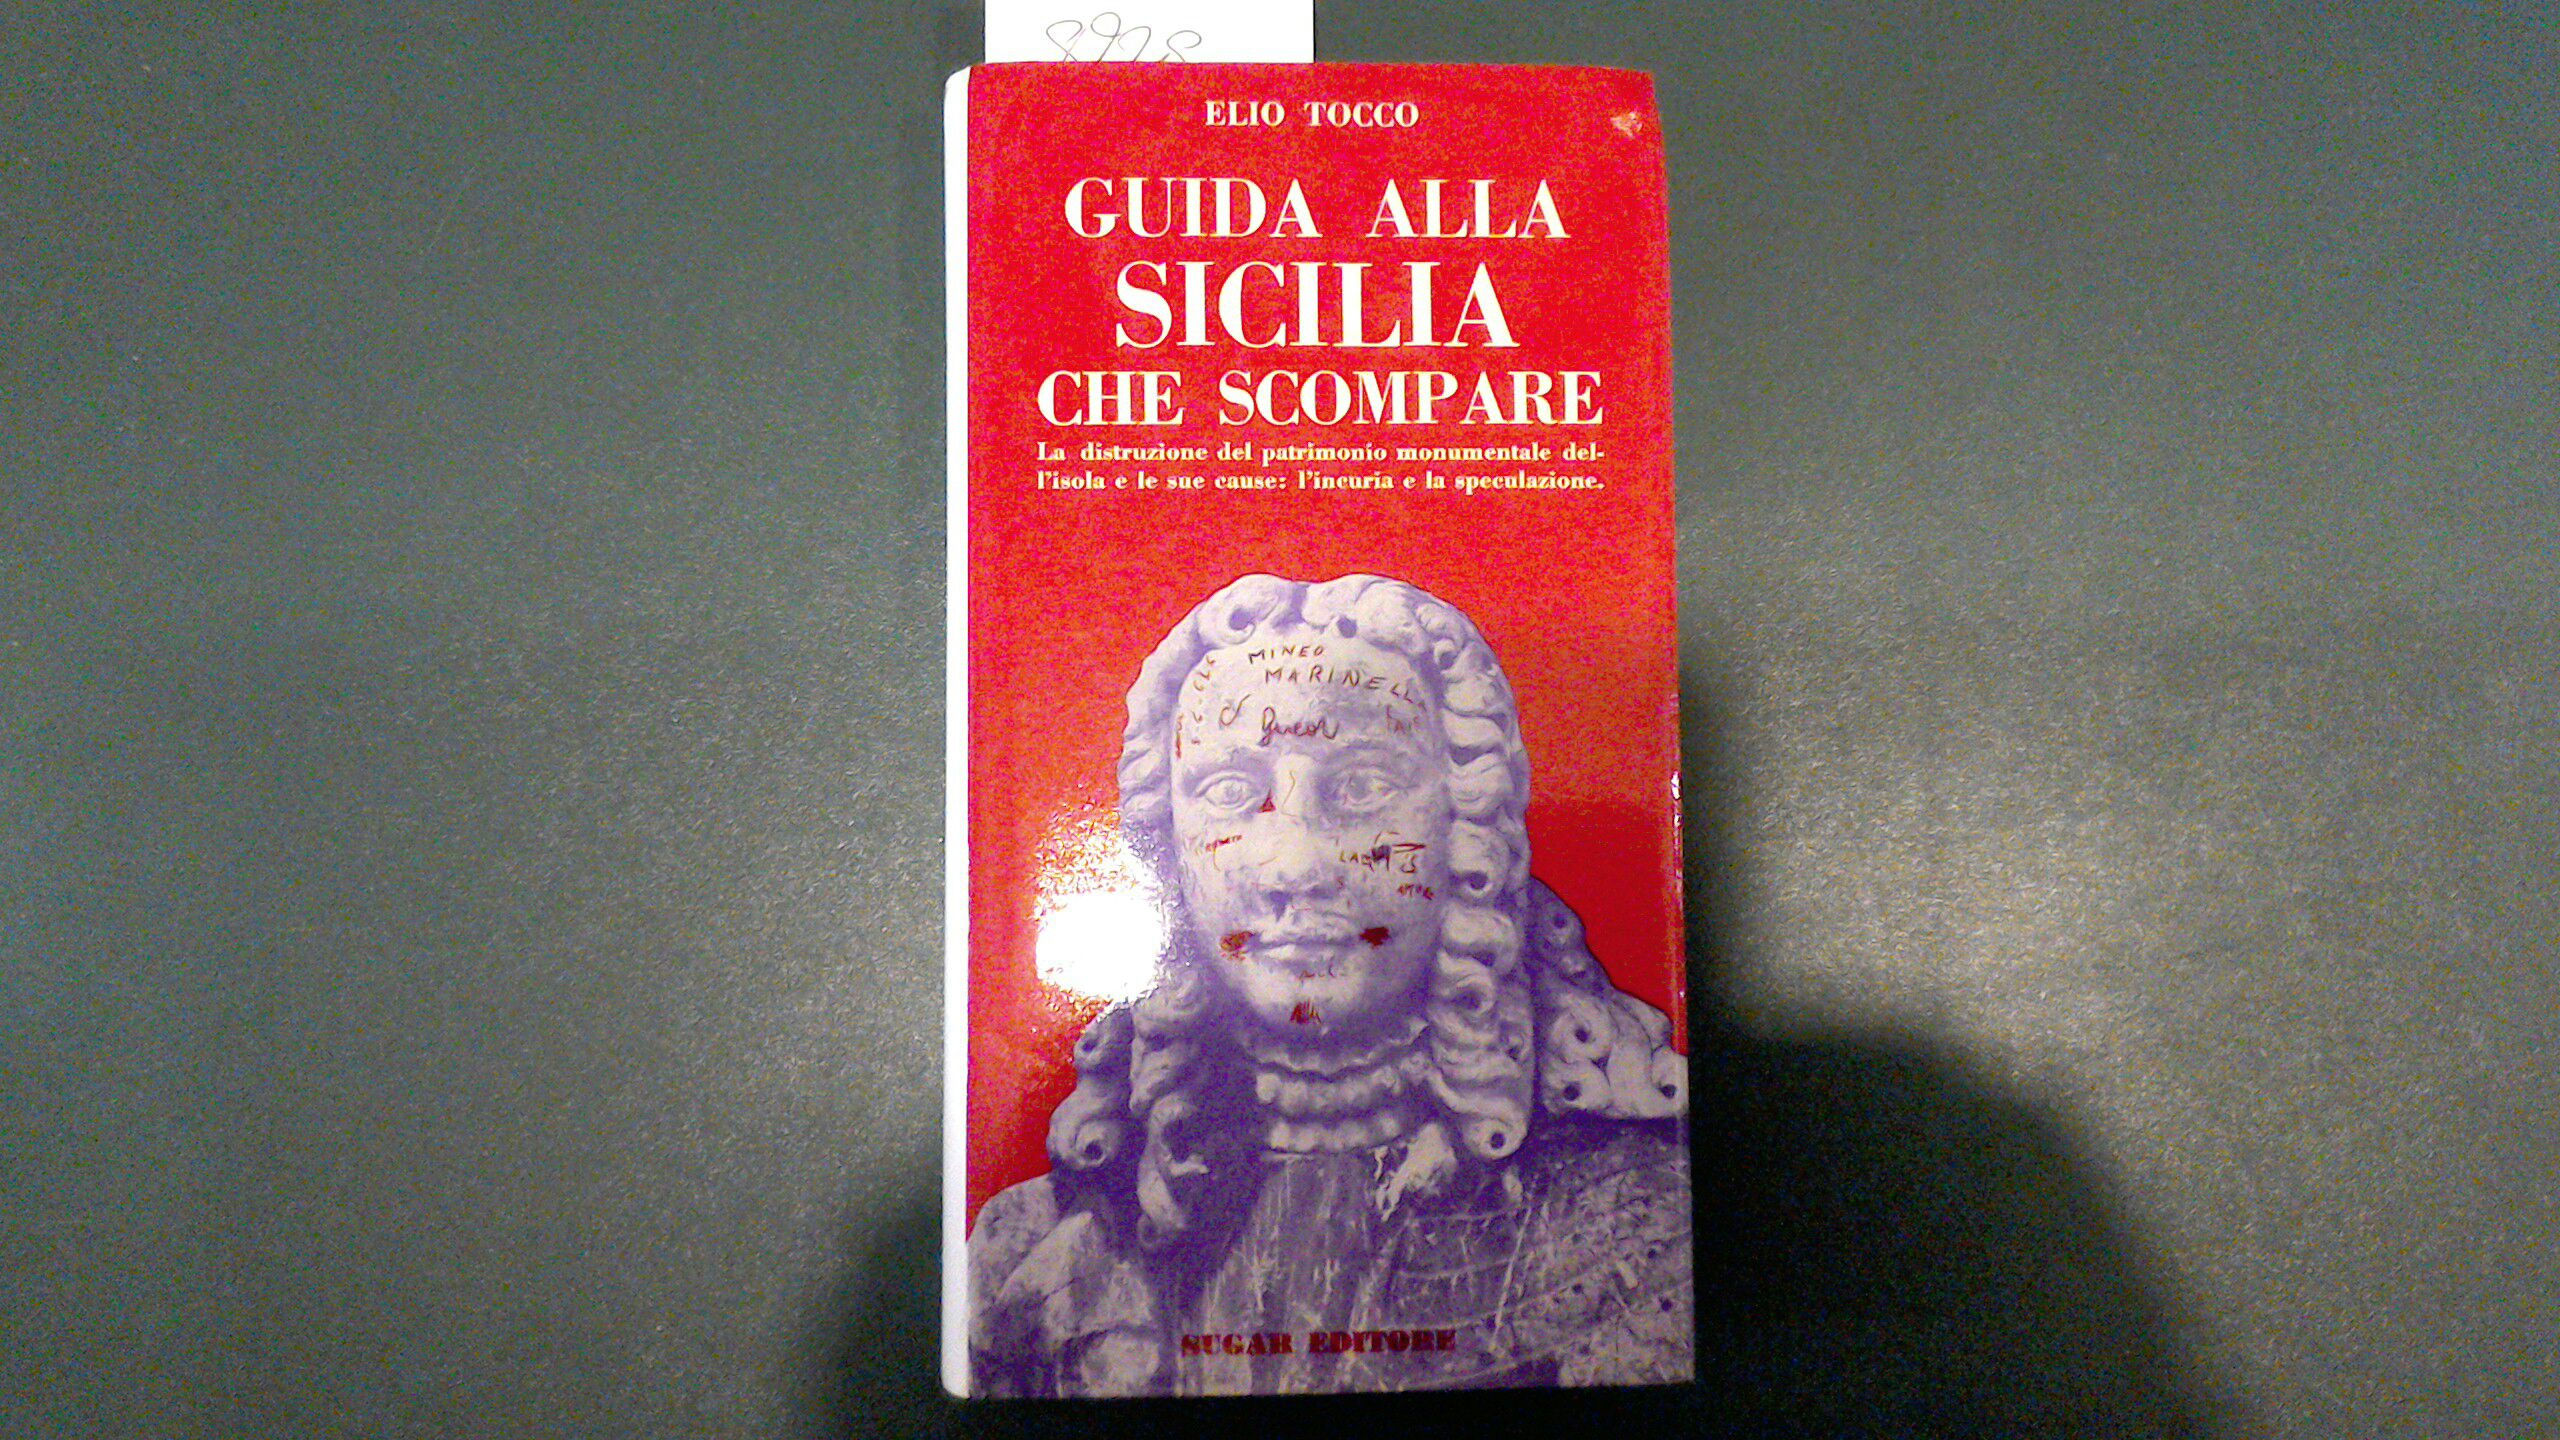 ELIO TOCCO
GUIDA ALLA
SICILIA
CHE SCOMPARE
La distruzione del patrimonio monumentale del-
l'isola e le sue cause: l'incuria e la speculazione.
MINEO
MARINELLA
SUGAR EDITORE